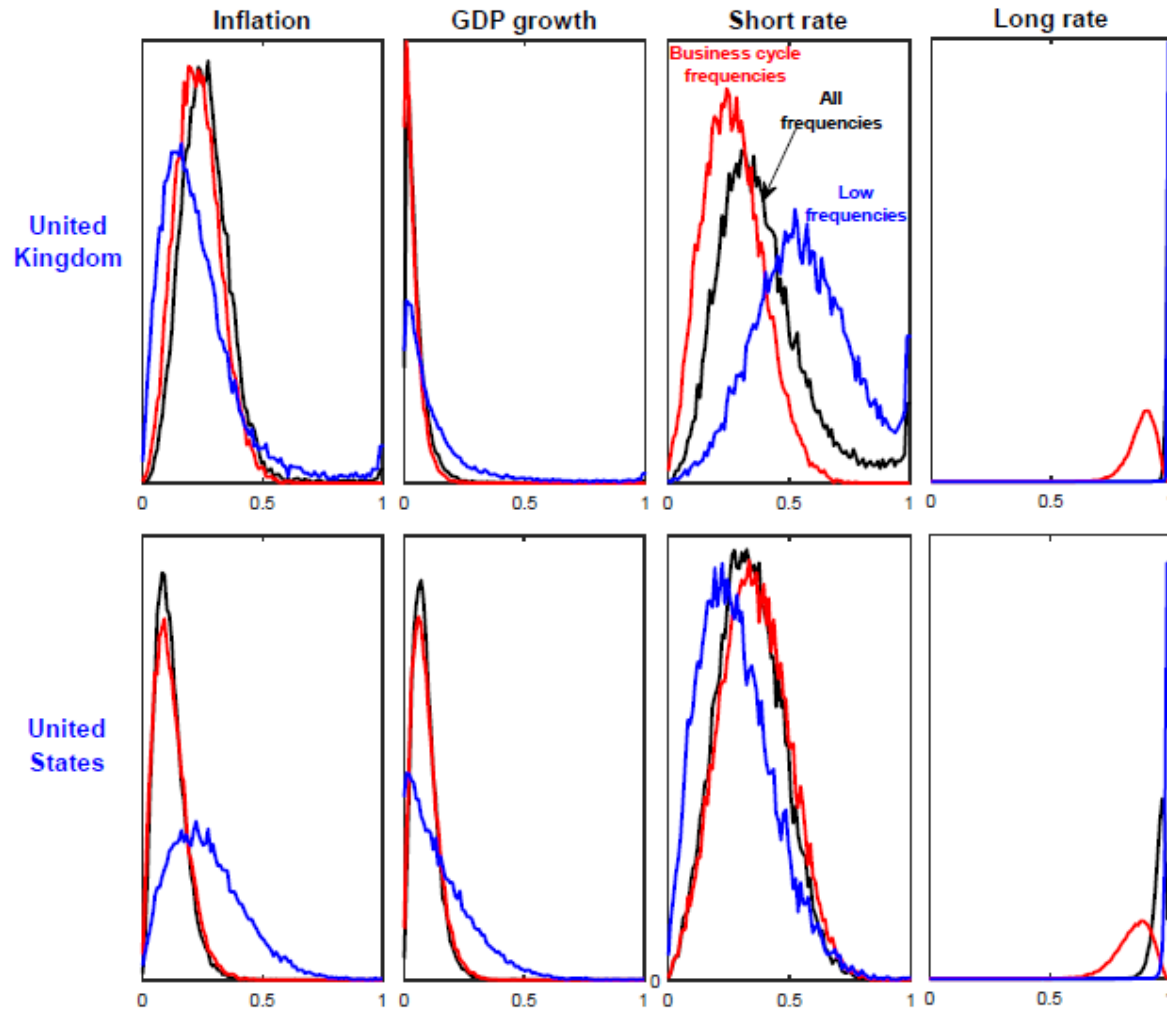 Inflation
GDP growth
Short rate
Long rate
Business cycle
frequencies
All
frequencies
Low
frequencies
United
Kingdom
0 0.5 1
0 0.5 1
0 0.5 1
0 0.5
United
States
0
0 0.5 1
0 0.5 1
0 0.5 1
0 0.5 1